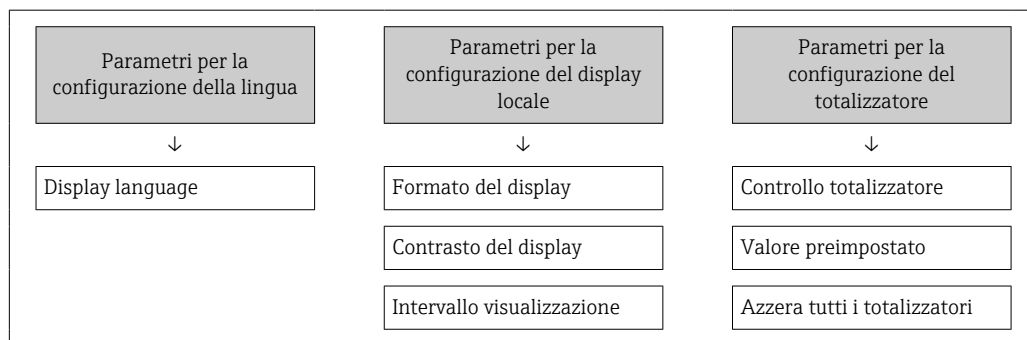 Parametri per la
configurazione della lingua
↓
Display language
Parametri per la
configurazione del display
locale
↓
Formato del display
Contrasto del display
Intervallo visualizzazione
Parametri per la
configurazione del
totalizzatore
↓
Controllo totalizzatore
Valore preimpostato
Azzera tutti i totalizzatori